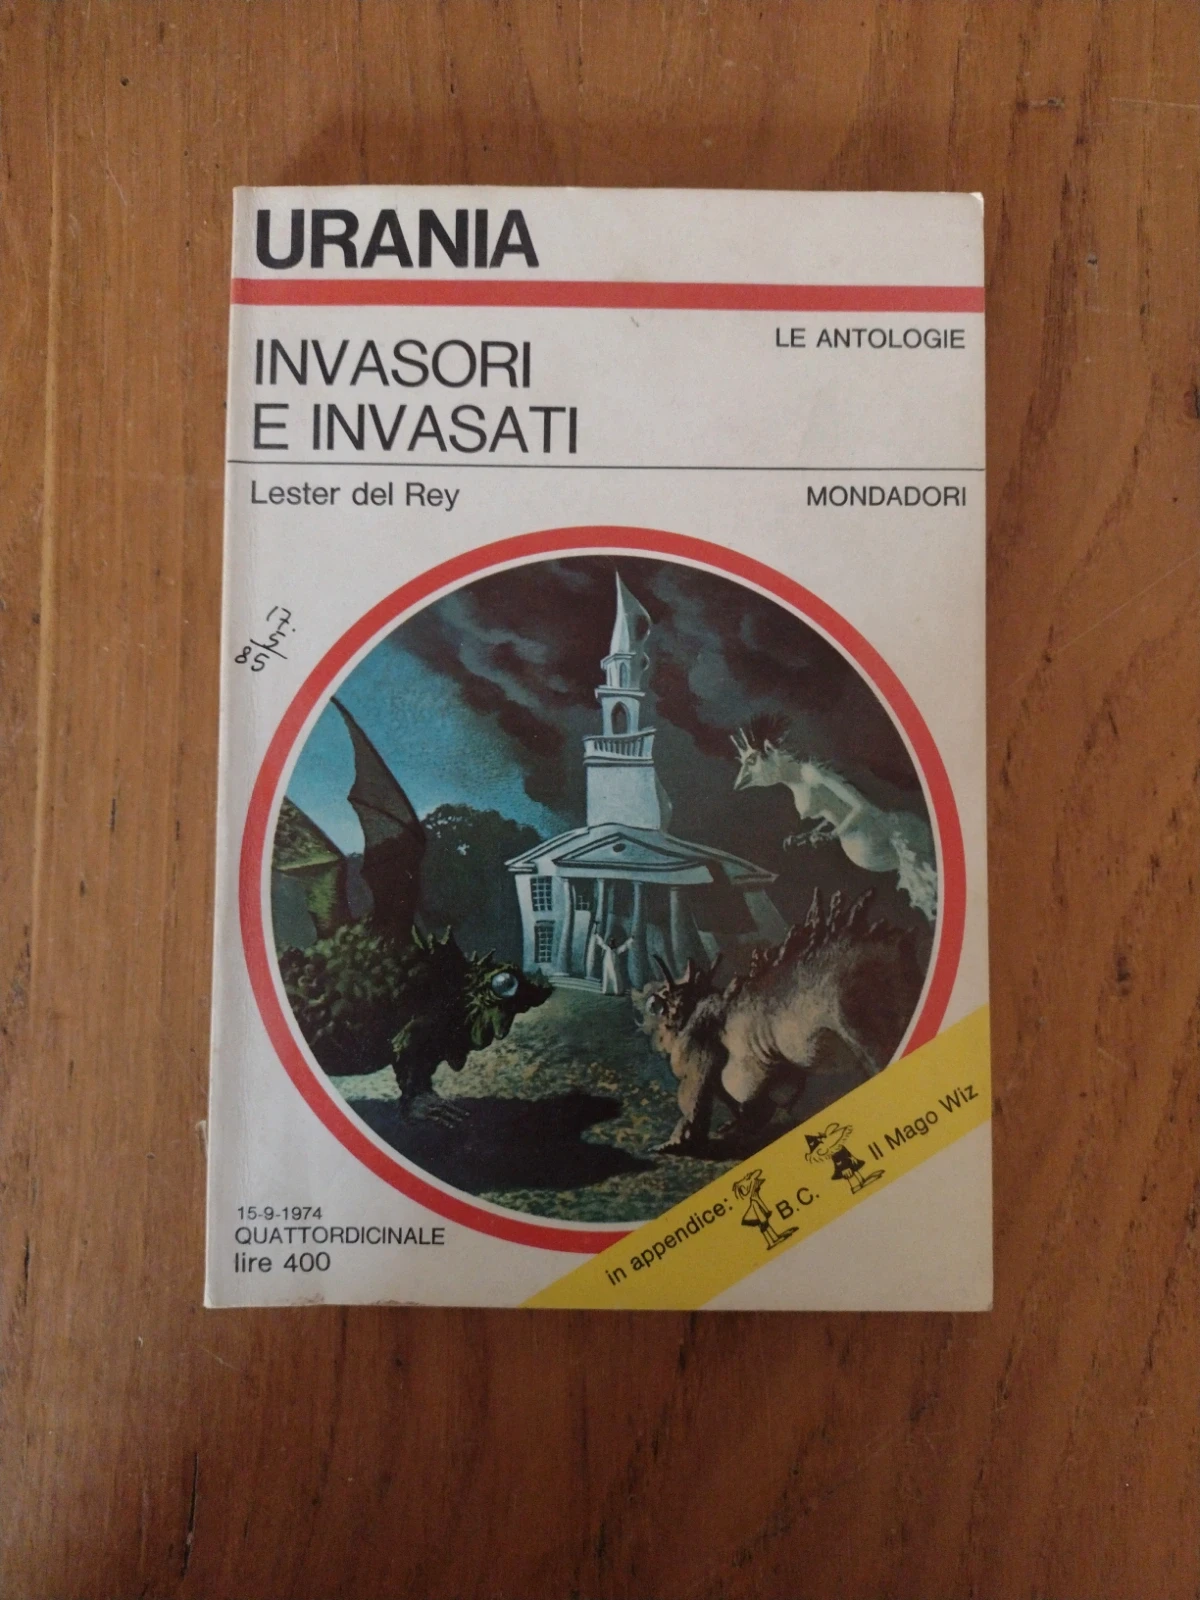 URANIA
LE ANTOLOGIE
INVASORI
E INVASATI
Lester del Rey
MONDADORI
17.
5
85
in appendice: B.C. Il Mago Wiz
15-9-1974
QUATTORDICINALE
lire 400